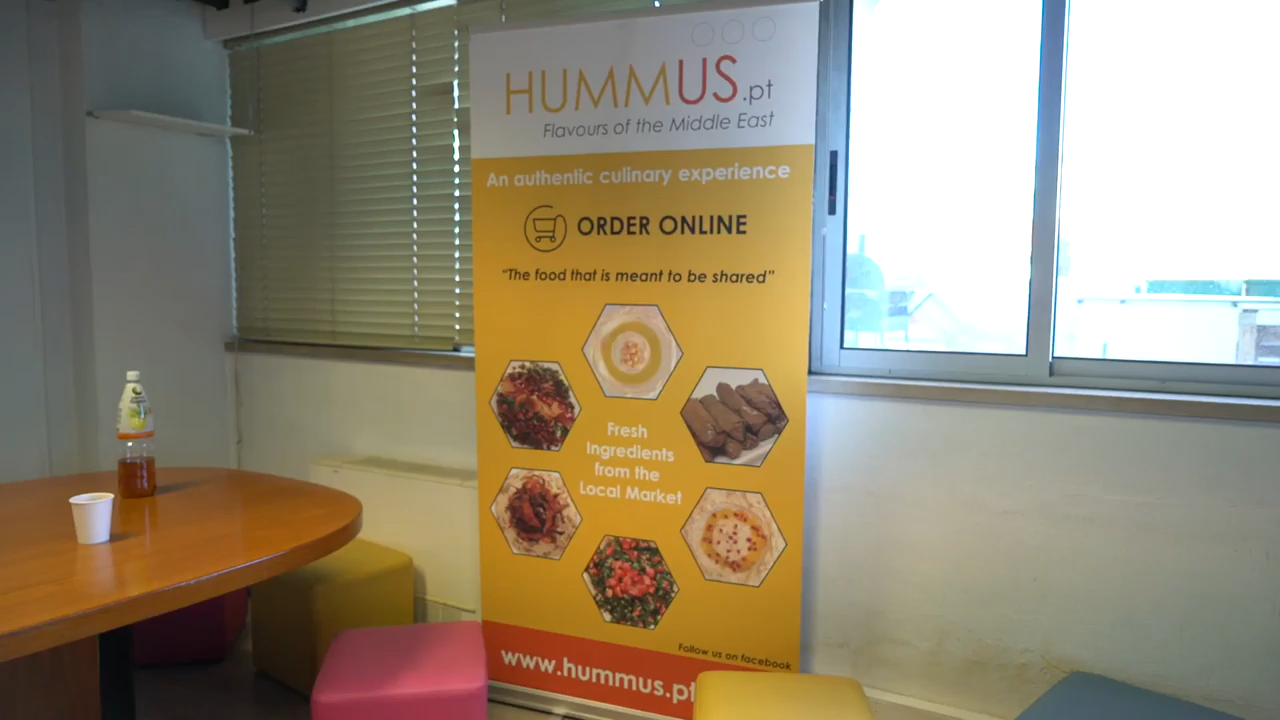 HUMMUS.pt
Flavours of the Middle East
An authentic culinary experience
ORDER ONLINE
“The food that is meant to be shared”
Fresh
Ingredients
from the
Local Market
Follow us on facebook
www.hummus.pt